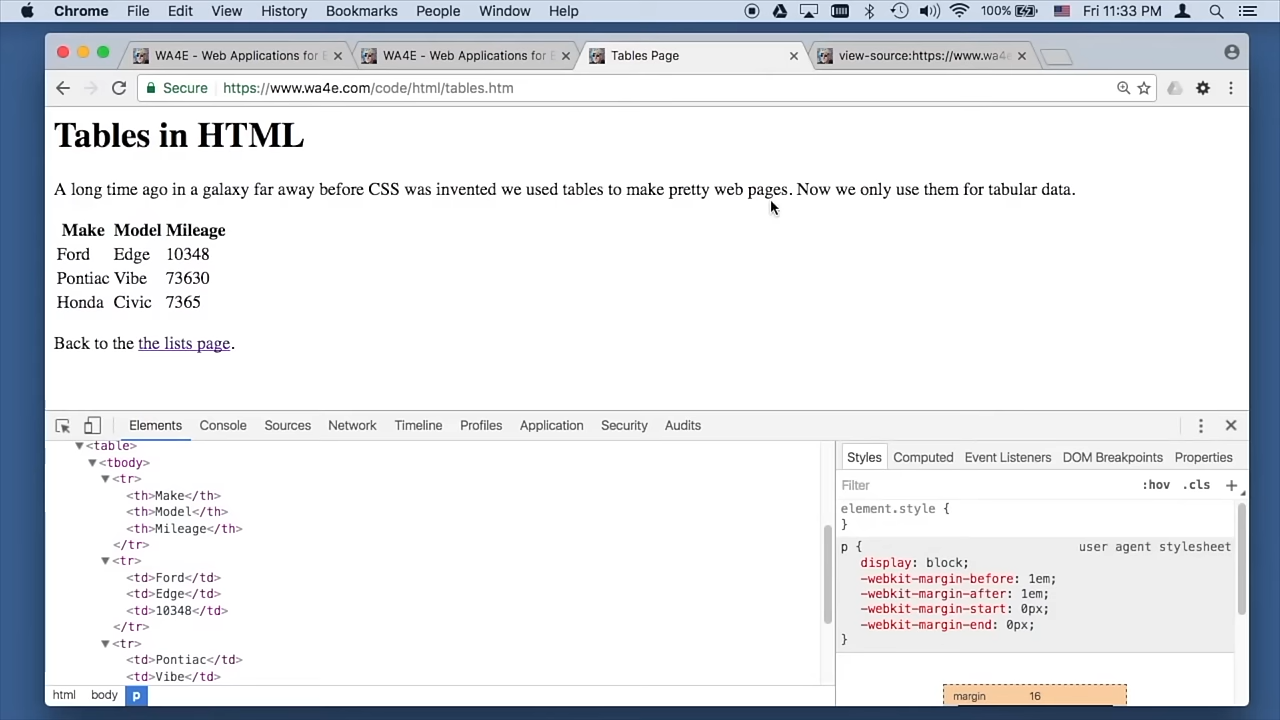 Chrome File Edit View History Bookmarks People Window Help 100% Fri 11:33 PM
WA4E - Web Applications for E WA4E - Web Applications for E Tables Page view-source:https://www.wa4e
Secure https://www.wa4e.com/code/html/tables.htm
Tables in HTML
A long time ago in a galaxy far away before CSS was invented we used tables to make pretty web pages. Now we only use them for tabular data.
Make Model Mileage
Ford Edge 10348
Pontiac Vibe 73630
Honda Civic 7365
Back to the the lists page.
Elements Console Sources Network Timeline Profiles Application Security Audits
<table>
<tbody>
<tr>
<th>Make</th>
<th>Model</th>
<th>Mileage</th>
</tr>
<tr>
<td>Ford</td>
<td>Edge</td>
<td>10348</td>
</tr>
<tr>
<td>Pontiac</td>
<td>Vibe</td>
html body p
Styles Computed Event Listeners DOM Breakpoints Properties
Filter :hov .cls +
element.style {
}
p { user agent stylesheet
display: block;
-webkit-margin-before: 1em;
-webkit-margin-after: 1em;
-webkit-margin-start: 0px;
-webkit-margin-end: 0px;
}
margin 16